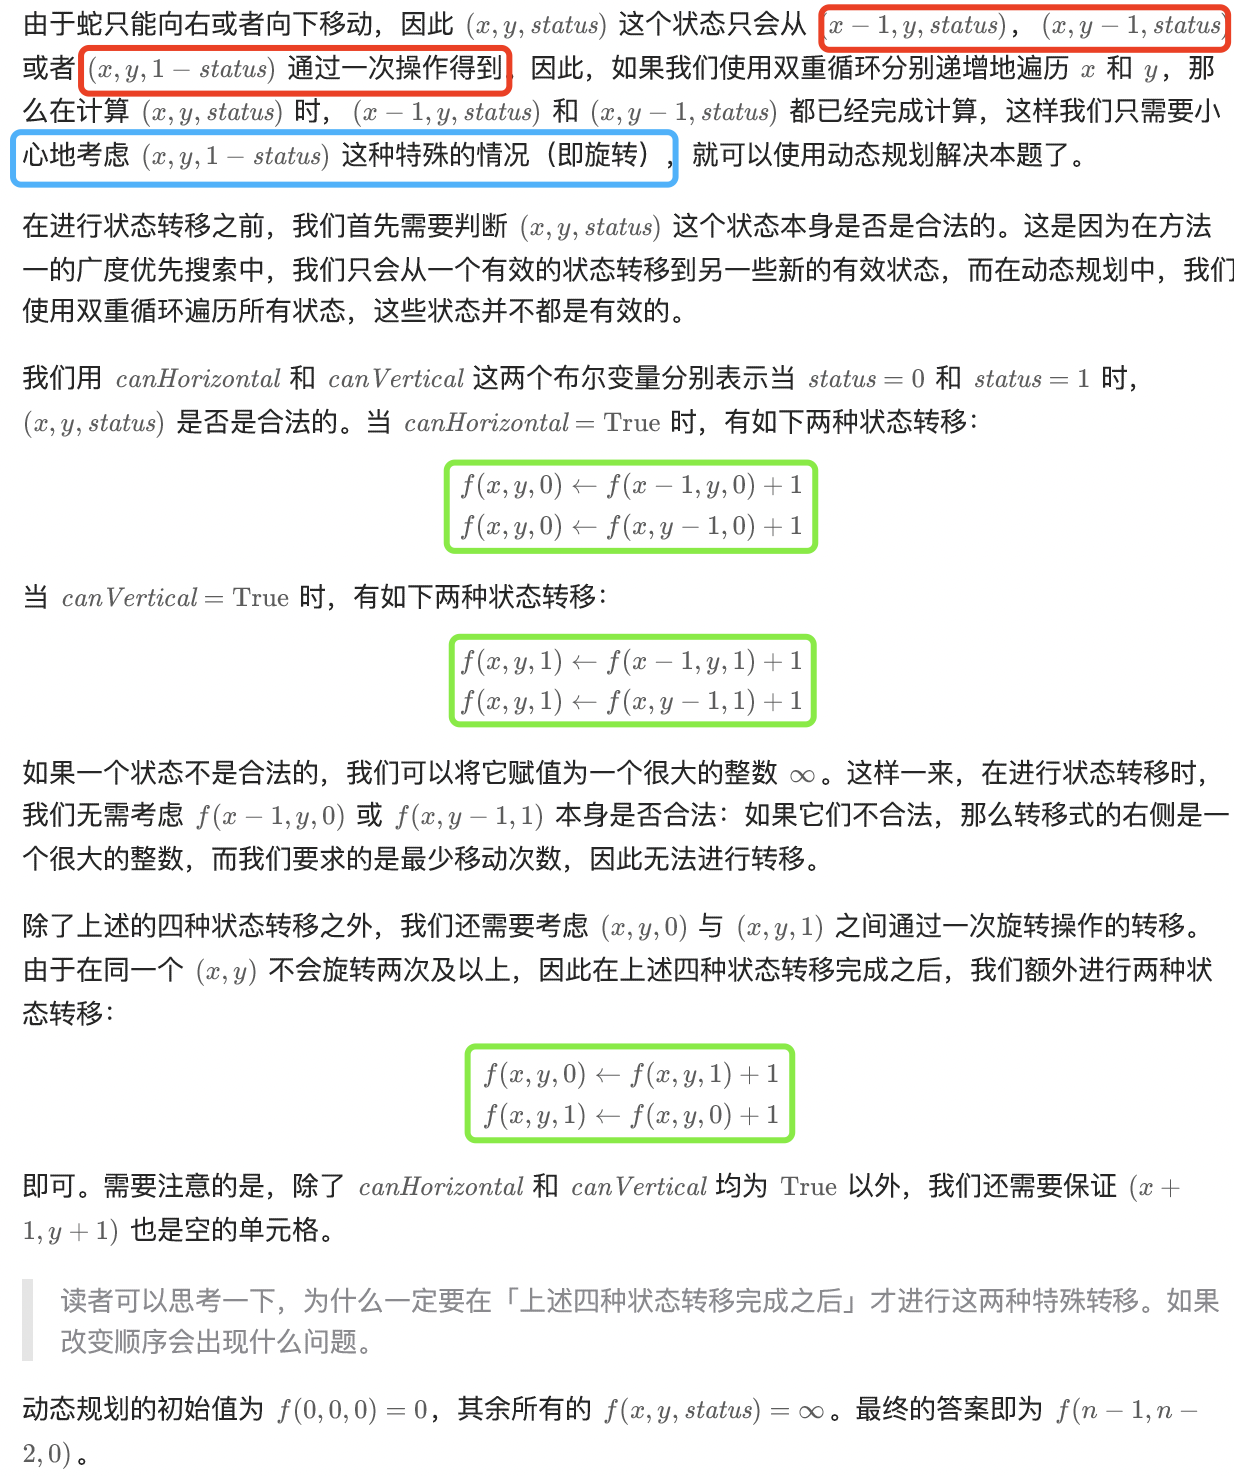 由于蛇只能向右或者向下移动，因此 (x, y, status) 这个状态只会从 (x − 1, y, status)， (x, y − 1, status)
或者 (x, y, 1 − status) 通过一次操作得到。因此，如果我们使用双重循环分别递增地遍历 x 和 y，那
么在计算 (x, y, status) 时， (x − 1, y, status) 和 (x, y − 1, status) 都已经完成计算，这样我们只需要小
心地考虑 (x, y, 1 − status) 这种特殊的情况（即旋转），就可以使用动态规划解决本题了。
在进行状态转移之前，我们首先需要判断 (x, y, status) 这个状态本身是否是合法的。这是因为在方法
一的广度优先搜索中，我们只会从一个有效的状态转移到另一些新的有效状态，而在动态规划中，我们
使用双重循环遍历所有状态，这些状态并不都是有效的。
我们用 canHorizontal 和 canVertical 这两个布尔变量分别表示当 status = 0 和 status = 1 时，
(x, y, status) 是否是合法的。当 canHorizontal = True 时，有如下两种状态转移：
f(x, y, 0) ← f(x − 1, y, 0) + 1
f(x, y, 0) ← f(x, y − 1, 0) + 1
当 canVertical = True 时，有如下两种状态转移：
f(x, y, 1) ← f(x − 1, y, 1) + 1
f(x, y, 1) ← f(x, y − 1, 1) + 1
如果一个状态不是合法的，我们可以将它赋值为一个很大的整数 ∞。这样一来，在进行状态转移时，
我们无需考虑 f(x − 1, y, 0) 或 f(x, y − 1, 1) 本身是否合法：如果它们不合法，那么转移式的右侧是一
个很大的整数，而我们要求的是最少移动次数，因此无法进行转移。
除了上述的四种状态转移之外，我们还需要考虑 (x, y, 0) 与 (x, y, 1) 之间通过一次旋转操作的转移。
由于在同一个 (x, y) 不会旋转两次及以上，因此在上述四种状态转移完成之后，我们额外进行两种状
态转移：
f(x, y, 0) ← f(x, y, 1) + 1
f(x, y, 1) ← f(x, y, 0) + 1
即可。需要注意的是，除了 canHorizontal 和 canVertical 均为 True 以外，我们还需要保证 (x +
1, y + 1) 也是空的单元格。
读者可以思考一下，为什么一定要在「上述四种状态转移完成之后」才进行这两种特殊转移。如果
改变顺序会出现什么问题。
动态规划的初始值为 f(0, 0, 0) = 0，其余所有的 f(x, y, status) = ∞。最终的答案即为 f(n − 1, n −
2, 0)。